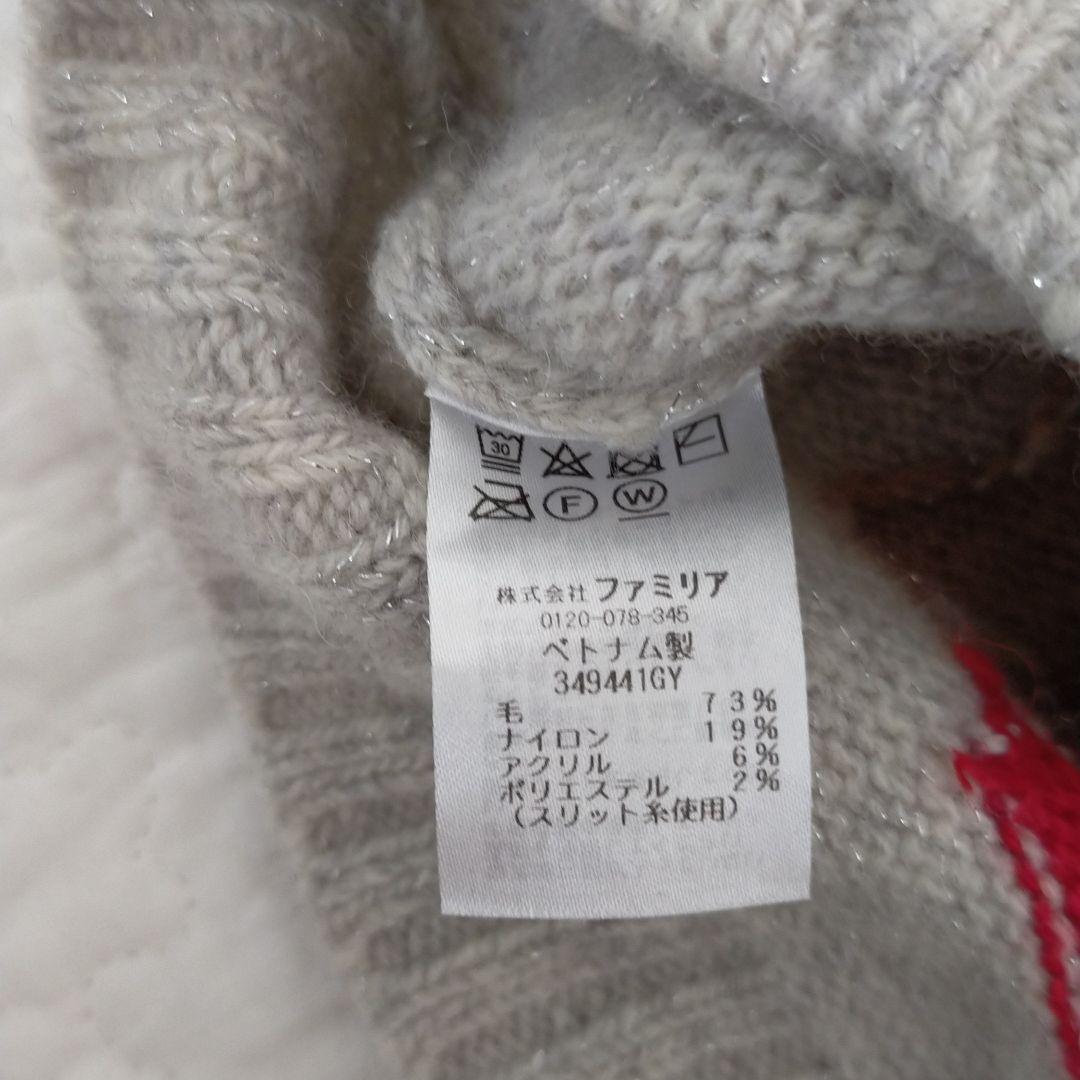 30
F W
株式会社 ファミリア
0120-078-345
ベトナム製
349441GY
毛 73%
ナイロン 19%
アクリル 6%
ポリエステル 2%
(スリット糸使用)